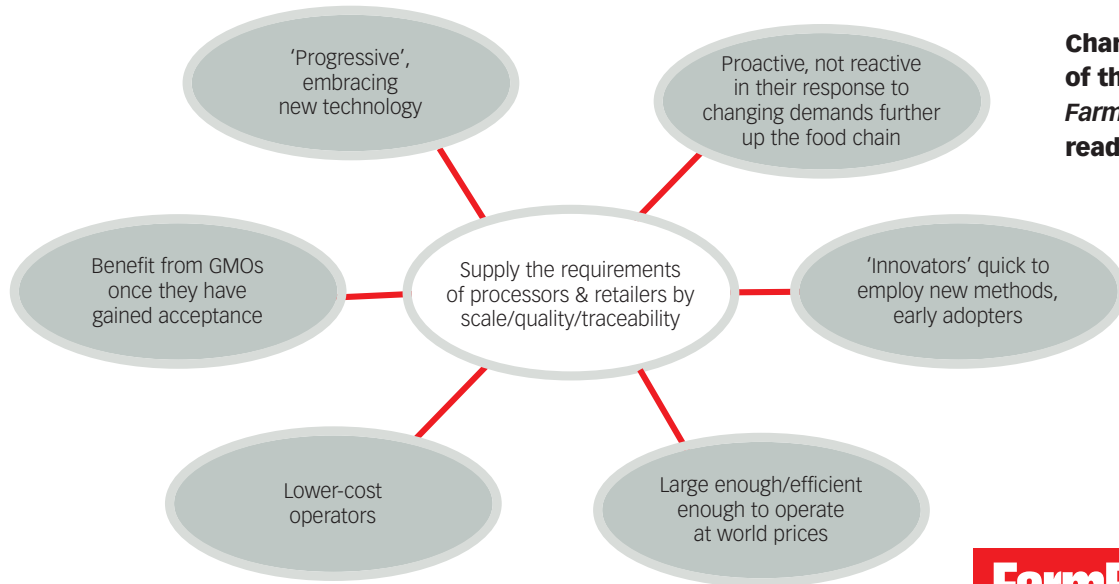 'Progressive',
embracing
new technology
Proactive, not reactive
in their response to
changing demands further
up the food chain
of
Benefit from GMOs
once they have
gained acceptance
Supply the requirements
of processors & retailers by
scale/quality/traceability
'Innovators' quick to
employ new methods,
early adopters
Lower-cost
operators
Large enough/efficient
enough to operate
at world prices